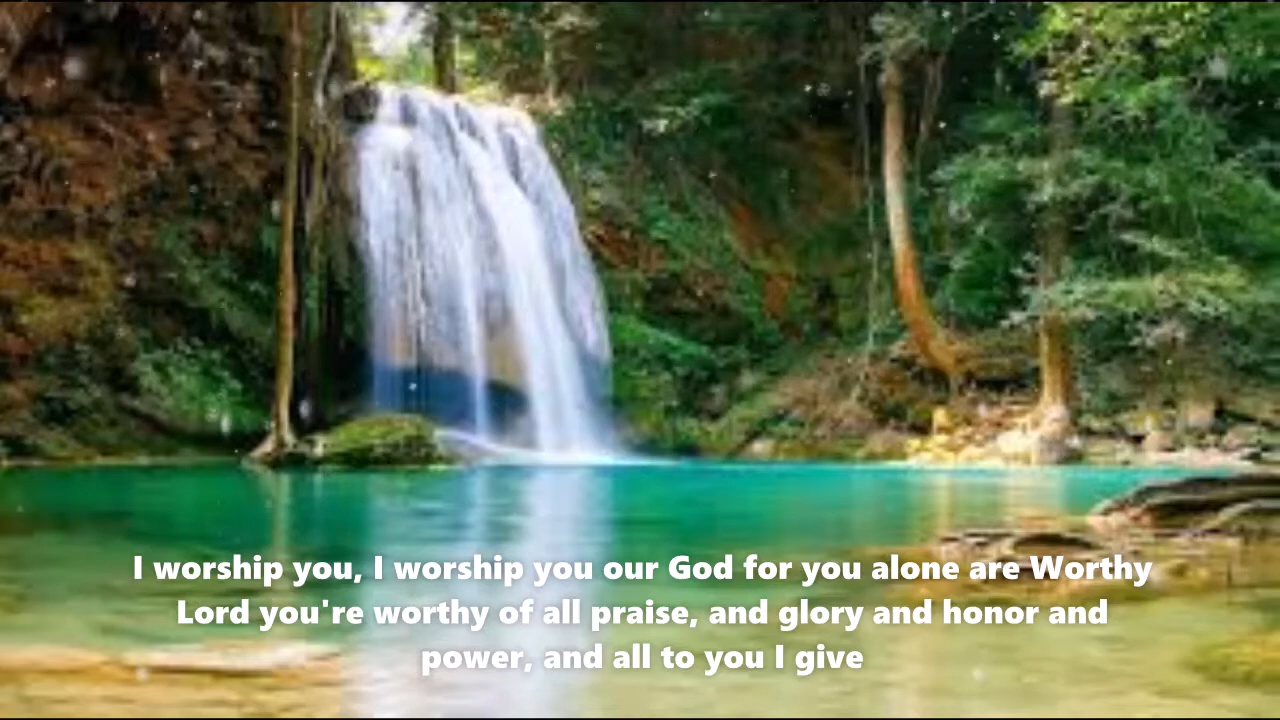 I worship you, I worship you our God for you alone are Worthy
Lord you're worthy of all praise, and glory and honor and
power, and all to you I give